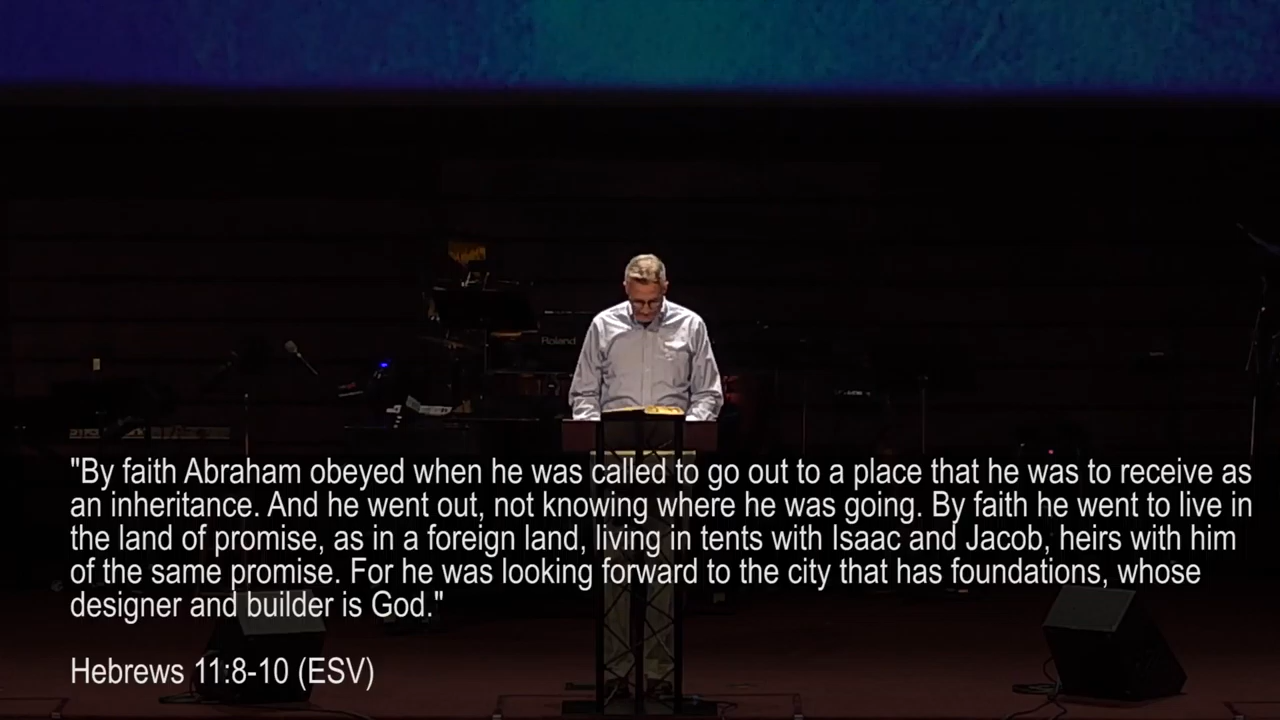 Roland
"By faith Abraham obeyed when he was called to go out to a place that he was to receive as
an inheritance. And he went out, not knowing where he was going. By faith he went to live in
the land of promise, as in a foreign land, living in tents with Isaac and Jacob, heirs with him
of the same promise. For he was looking forward to the city that has foundations, whose
designer and builder is God."
Hebrews 11:8-10 (ESV)